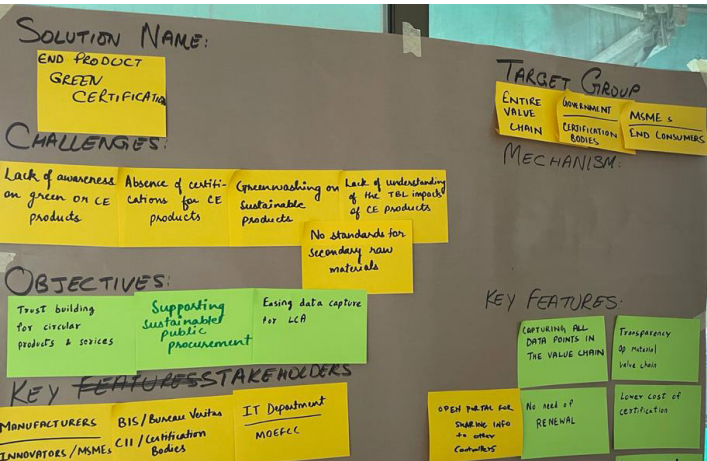 SOLUTION NAME:
END PRODUCT
GREEN
CERTIFICATION
CHALLENGES:
Lack of awareness
on green or CE
products
Absence of certifi-
cations for CE
products
Greenwashing on
Sustainable
products
Lack of understanding
of the TBL impacts
of CE products
No standards for
secondary raw
materials
OBJECTIVES:
Trust building
for circular
products & serices
Supporting
sustainable
public
procurement
Easing data capture
for LCA
KEY FEATURES STAKEHOLDERS
MANUFACTURERS
INNOVATORS/MSMEs
BIS/Bureau Veritas
CII/Certification
Bodies
IT Department
MOEFCC
TARGET GROUP
ENTIRE
VALUE
CHAIN
GOVERNMENT
CERTIFICATION
BODIES
MSMEs
END CONSUMERS
MECHANISM:
KEY FEATURES:
CAPTURING ALL
DATA POINTS IN
THE VALUE CHAIN
Transparency
op Material
value chain
OPEN PORTAL FOR
SHARING INFO
to other
Controllers
No need of
RENEWAL
Lower cost of
certification